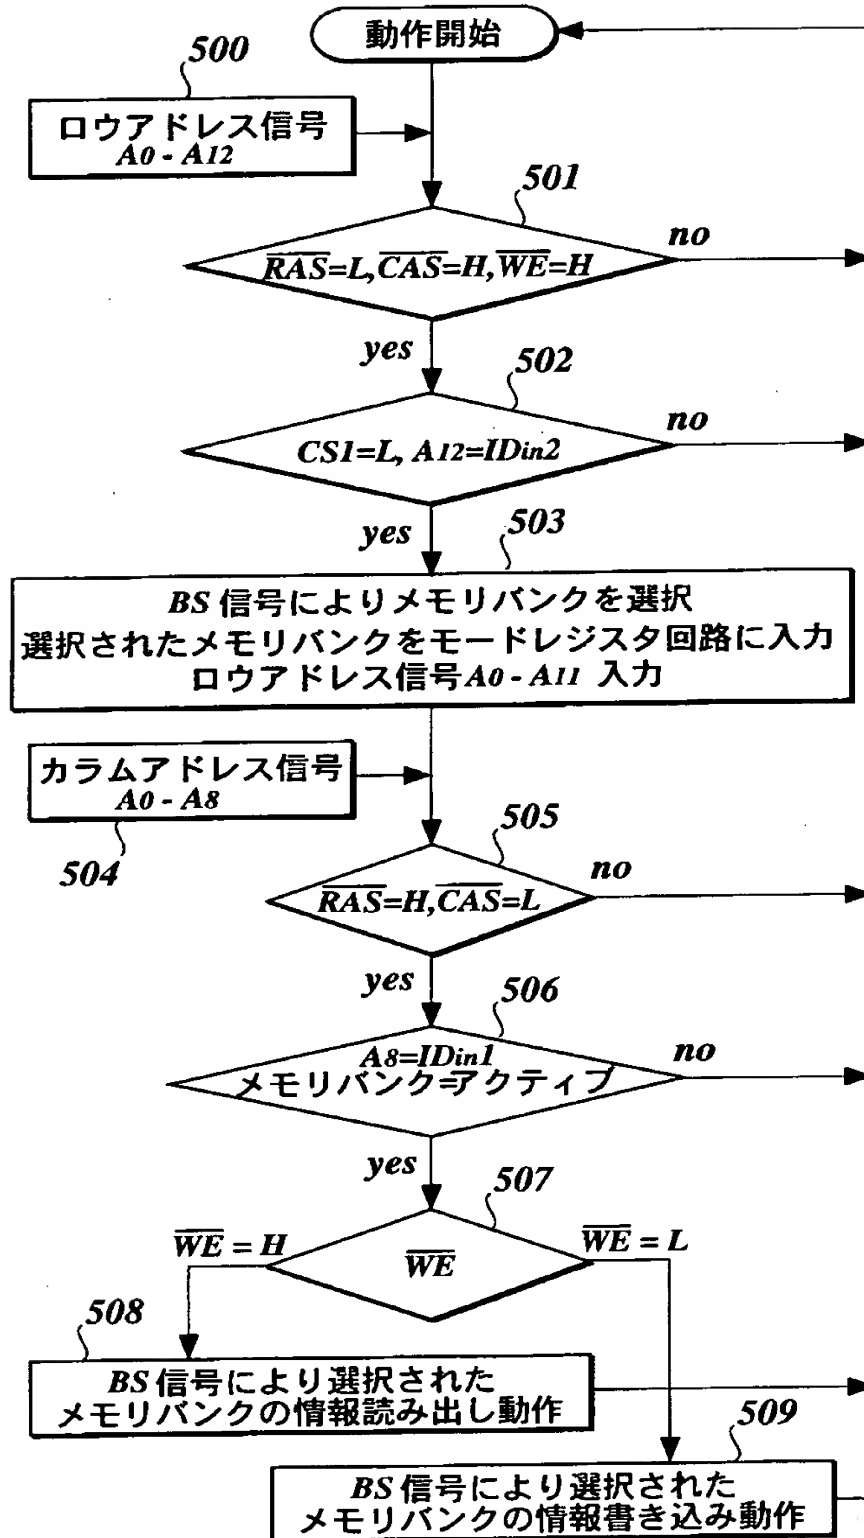 動作開始
500
ロウアドレス信号
A0 - A12
501
RAS=L,CAS=H,WE=H
no
yes
502
CS1=L, A12=IDin2
no
yes
503
BS 信号によりメモリバンクを選択
選択されたメモリバンクをモードレジスタ回路に入力
ロウアドレス信号A0 - A11 入力
カラムアドレス信号
A0 - A8
504
505
RAS=H,CAS=L
no
yes
506
A8=IDin1
メモリバンク=アクティブ
no
yes
507
WE = H
WE
WE = L
508
BS 信号により選択された
メモリバンクの情報読み出し動作
509
BS 信号により選択された
メモリバンクの情報書き込み動作